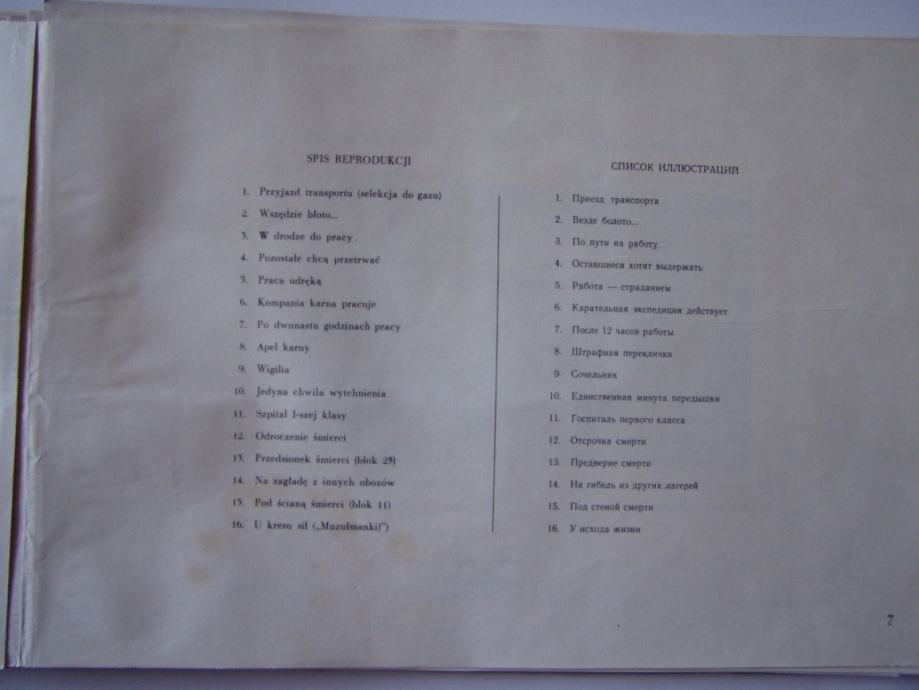 SPIS REPRODUKCJI
1. Przyjazd transportu (selekcja do gazu)
2. Wszędzie błoto...
3. W drodze do pracy.
4. Pozostałe chcą przetrwać
5. Praca udręką
6. Kompania karna pracuje
7. Po dwunastu godzinach pracy
8. Apel karny
9. Wigilia
10. Jedyna chwila wytchnienia
11. Szpital I-szej klasy
12. Odroczenie śmierci
13. Przedsionek śmierci (blok 25)
14. Na zagładę z innych obozów
15. Pod ścianą śmierci (blok 11)
16. U kresu sił („Muzułmanki)")
СПИСОК ИЛЛЮСТРАЦИЙ
1. Приезд транспорта
2. Везде болото...
3. По пути на работу
4. Оставшиеся хотят выдержать
5. Работа — страданием
6. Карательная экспедиция действует
7. После 12 часов работы
8. Штрафная перекличка
9. Сочельник
10. Единственная минута передышки
11. Госпиталь первого класса
12. Отсрочка смерти
13. Предверие смерти
14. На гибель из других лагерей
15. Под стеной смерти
16. У исхода жизни
7